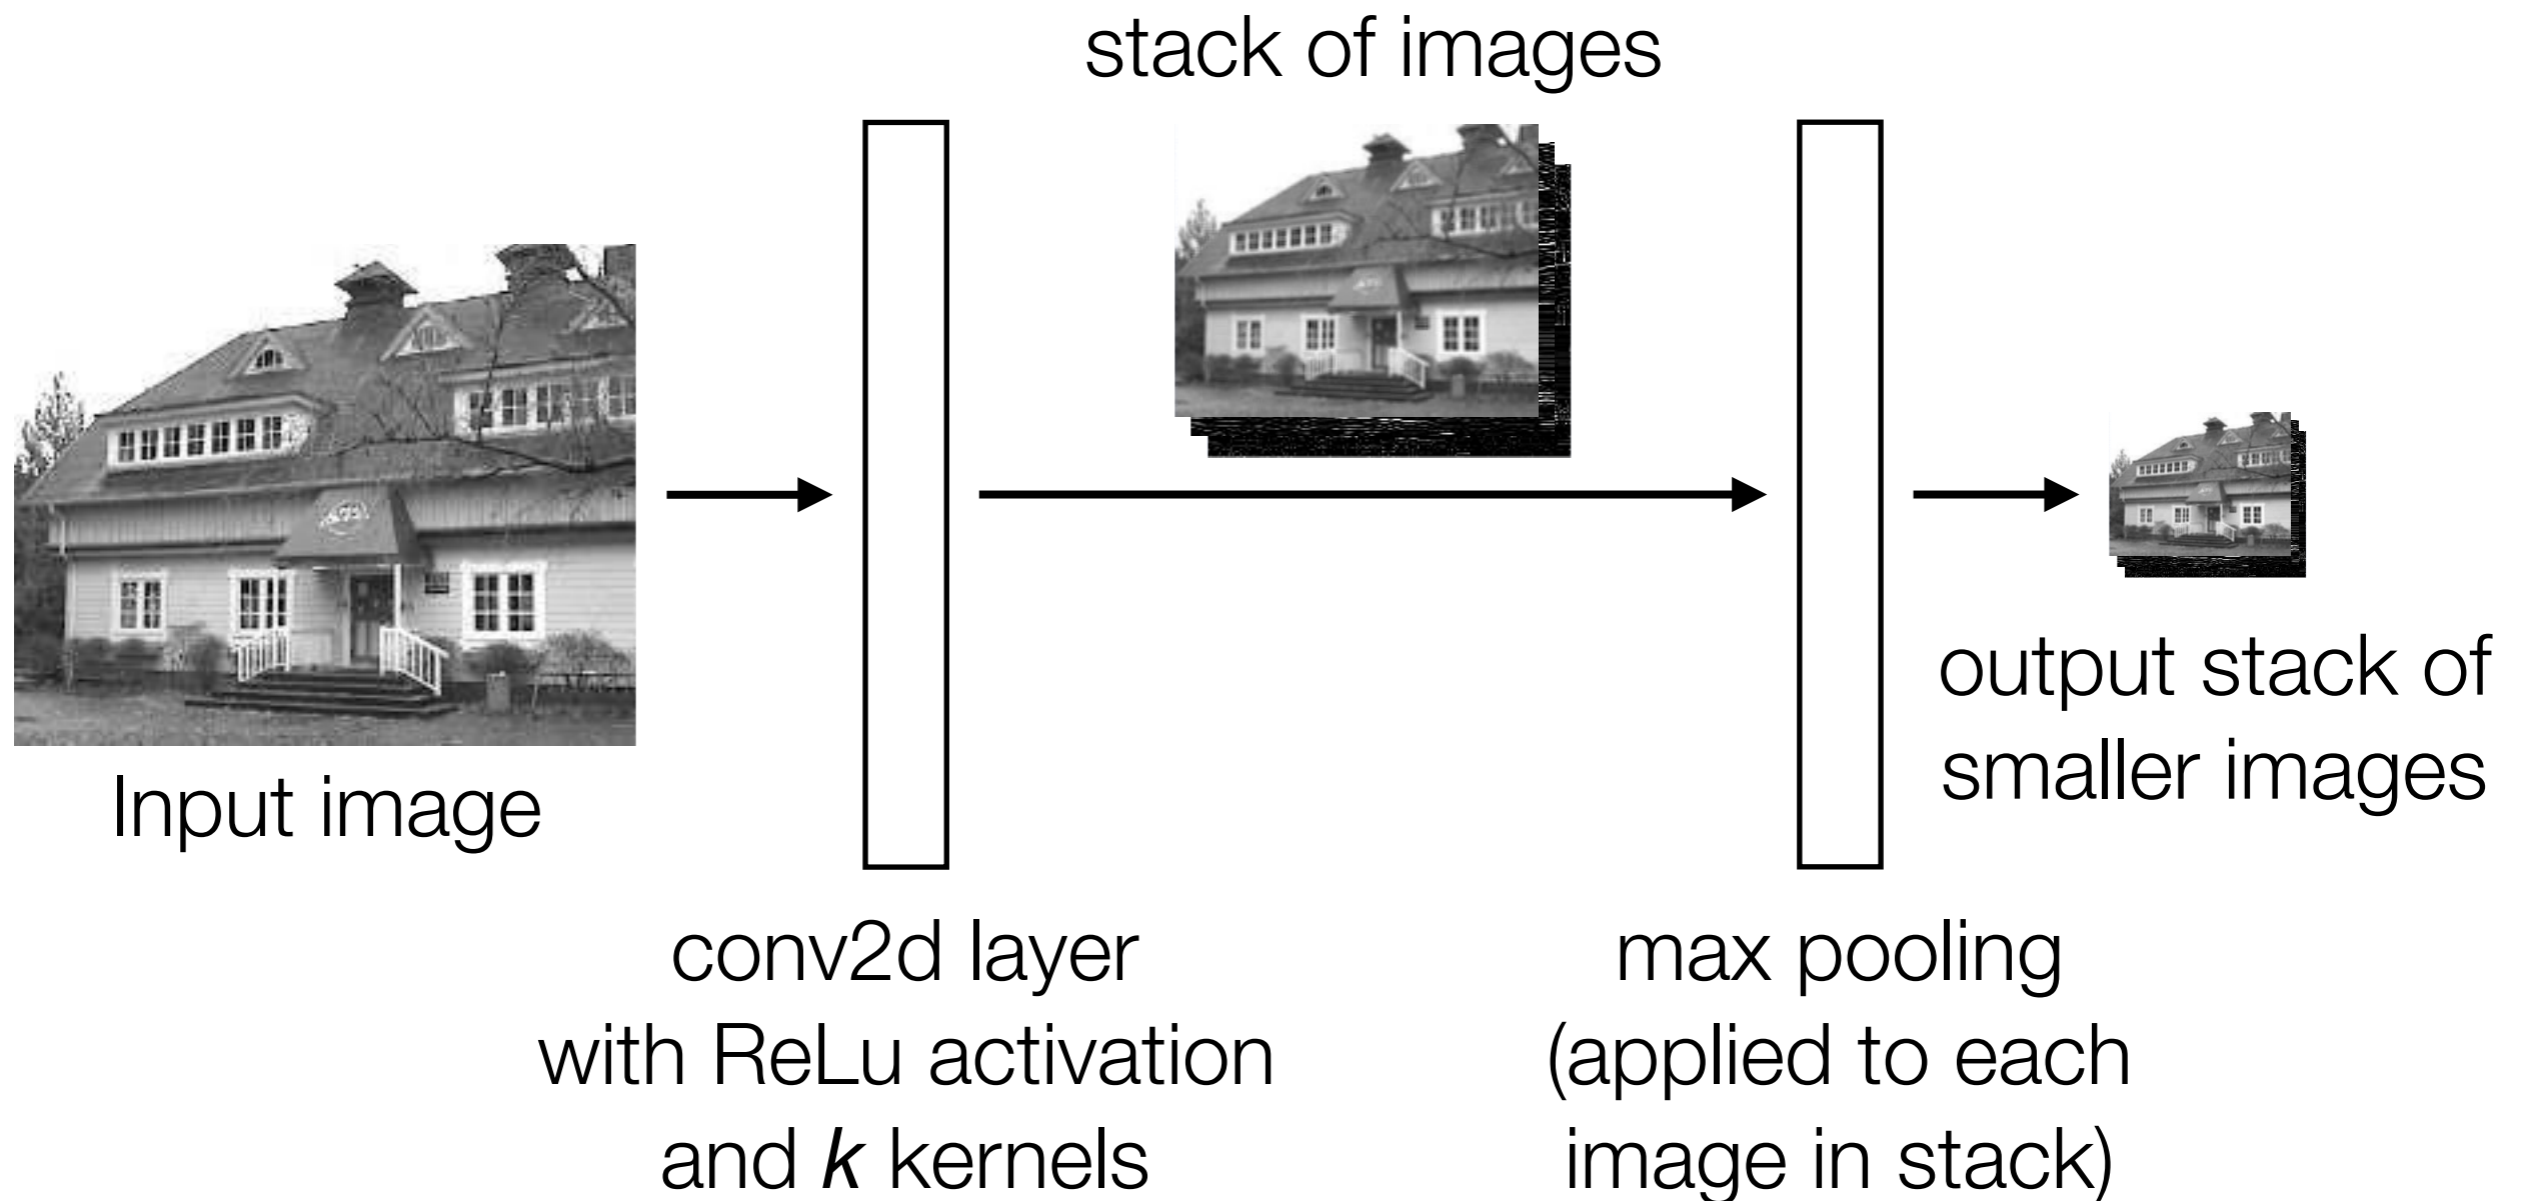 stack of images
Input image
output stack of
smaller images
conv2d layer
with ReLu activation
and k kernels
max pooling
(applied to each
image in stack)